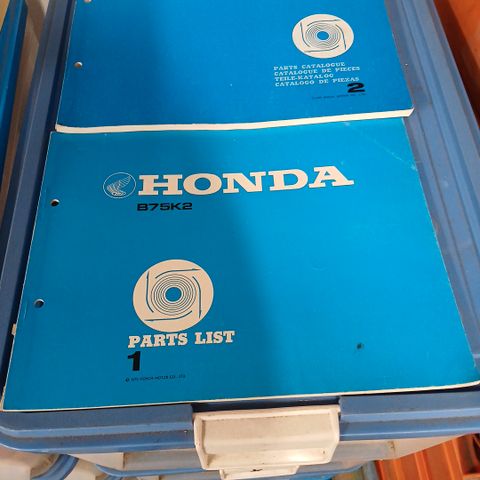 PARTS CATALOGUE
CATALOGUE DE PIECES
TEILE-KATALOG
CATALOGO DE PIEZAS
2
HONDA
B75K2
PARTS LIST
1